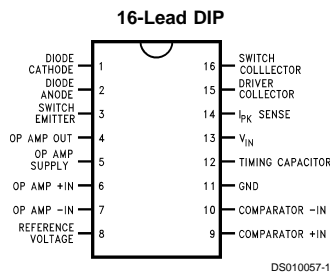 16-Lead DIP
DIODE
CATHODE
1
DIODE
ANODE
2
SWITCH
EMITTER
3
OP AMP OUT
4
OP AMP
SUPPLY
5
OP AMP +IN
6
OP AMP -IN
7
REFERENCE
VOLTAGE
8
16
SWITCH
COLLLECTOR
15
DRIVER
COLLECTOR
14
IPK SENSE
13
VIN
12
TIMING CAPACITOR
11
GND
10
COMPARATOR -IN
9
COMPARATOR +IN
DS010057-1